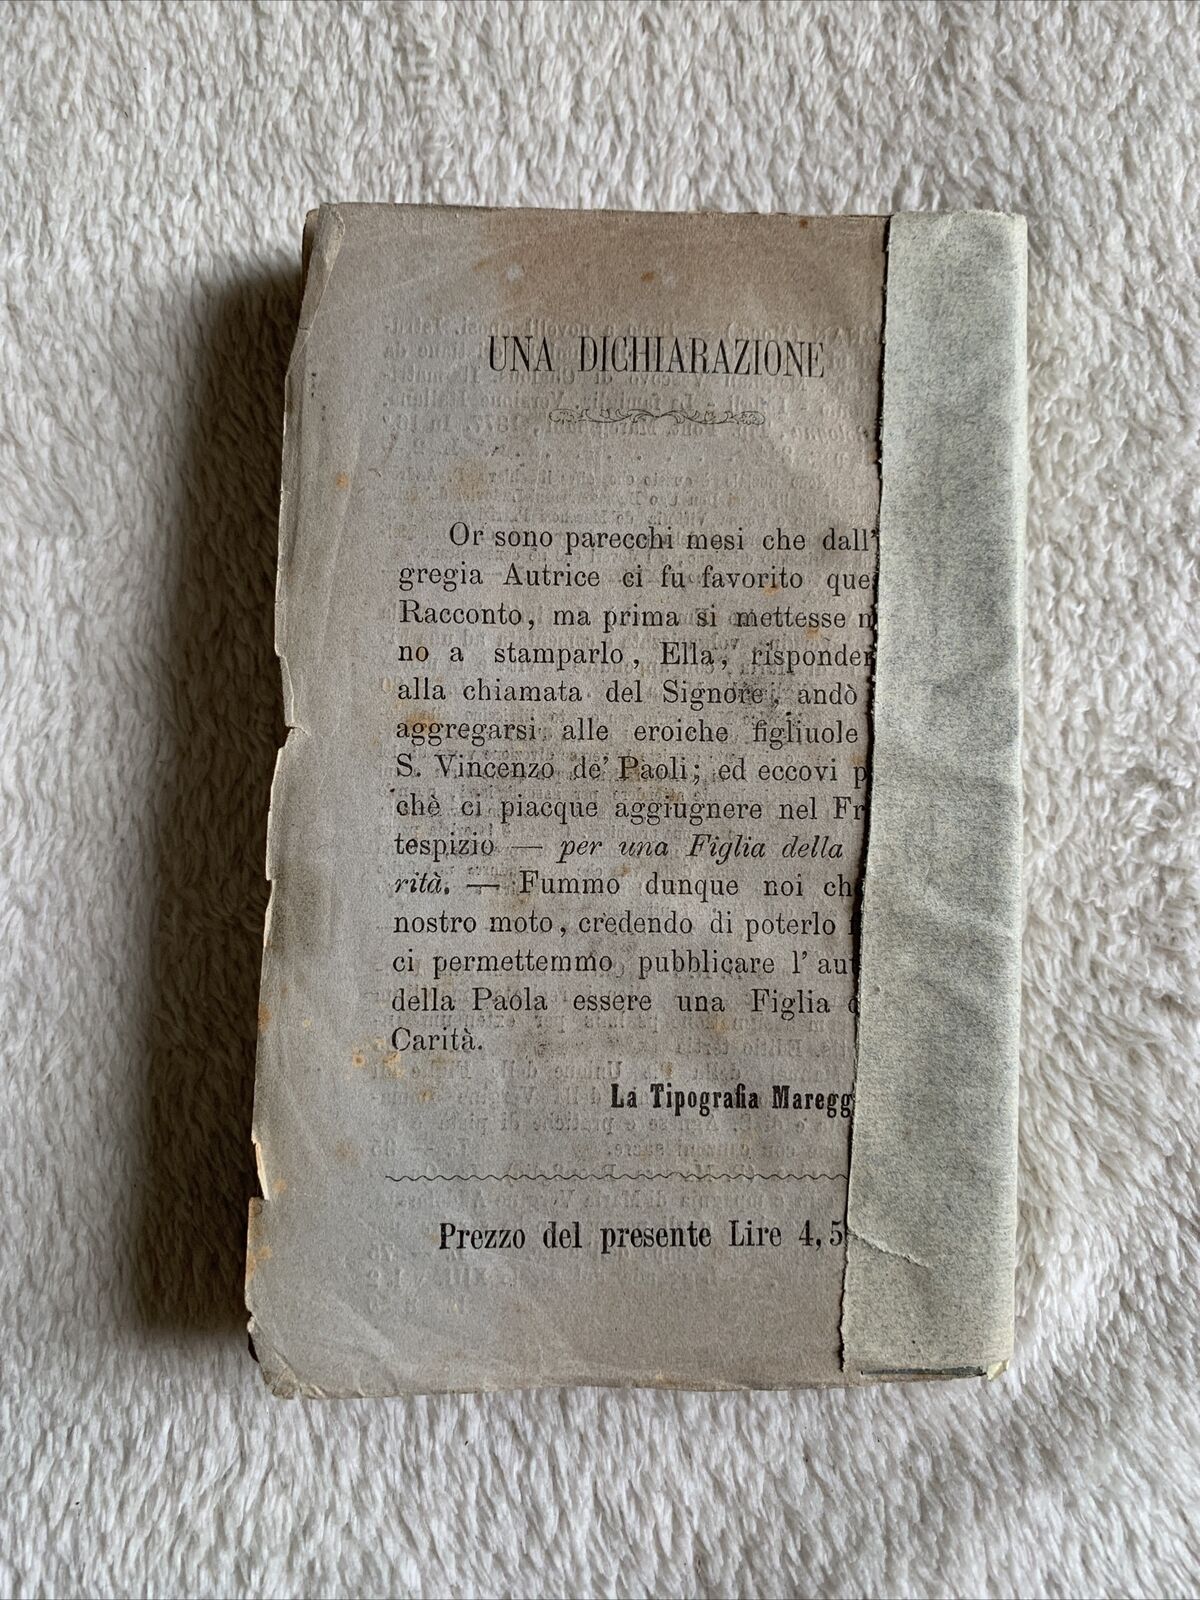 UNA DICHIARAZIONE
Or sono parecchi mesi che dall'
gregia Autrice ci fu favorito que
Racconto, ma prima si mettesse m
no a stamparlo, Ella, risponden
alla chiamata del Signore, andò
aggregarsi alle eroiche figliuole
S. Vincenzo de' Paoli; ed eccovi p
chè ci piacque aggiugnere nel Fr
tespizio — per una Figlia della
rità. — Fummo dunque noi che
nostro moto, credendo di poterlo
ci permettemmo pubblicare l' aut
della Paola essere una Figlia d
Carità.
La Tipografia Maregg
Prezzo del presente Lire 4, 5